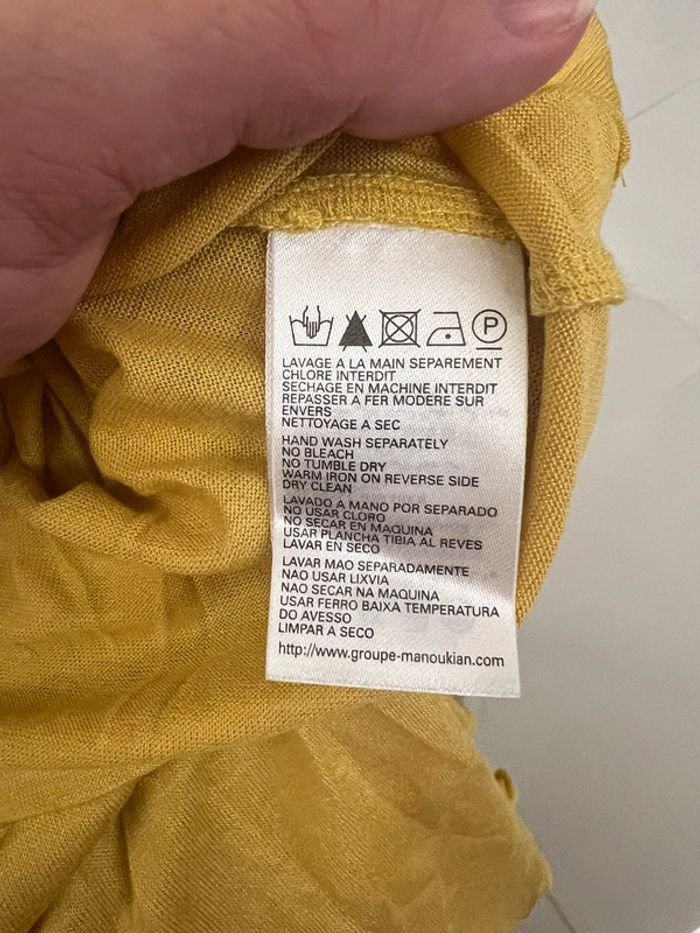 P
LAVAGE A LA MAIN SEPAREMENT
CHLORE INTERDIT
SECHAGE EN MACHINE INTERDIT
REPASSER A FER MODERE SUR
ENVERS
NETTOYAGE A SEC
HAND WASH SEPARATELY
NO BLEACH
NO TUMBLE DRY
WARM IRON ON REVERSE SIDE
DRY CLEAN
LAVADO A MANO POR SEPARADO
NO USAR CLORO
NO SECAR EN MAQUINA
USAR PLANCHA TIBIA AL REVES
LAVAR EN SECO
LAVAR MAO SEPARADAMENTE
NAO USAR LIXVIA
NAO SECAR NA MAQUINA
USAR FERRO BAIXA TEMPERATURA
DO AVESSO
LIMPAR A SECO
http://www.groupe-manoukian.com